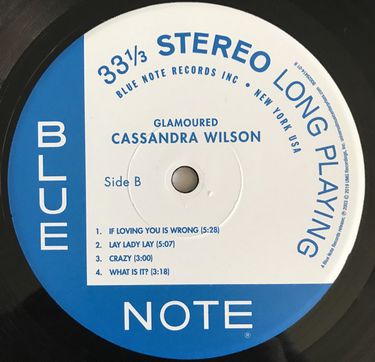 33⅓ STEREO LONG PLAYING
BLUE NOTE RECORDS INC • NEW YORK USA
GLAMOURED
CASSANDRA WILSON
Side B
1. IF LOVING YOU IS WRONG (5:28)
2. LAY LADY LAY (5:07)
3. CRAZY (3:00)
4. WHAT IS IT? (3:18)
BLUE
NOTE
®